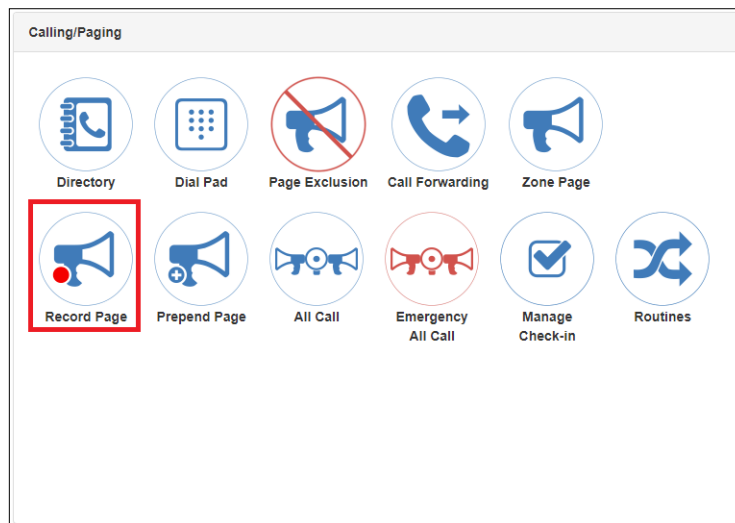 Calling/Paging
Directory
Dial Pad
Page Exclusion
Call Forwarding
Zone Page
Record Page
Prepend Page
All Call
Emergency
All Call
Manage
Check-in
Routines